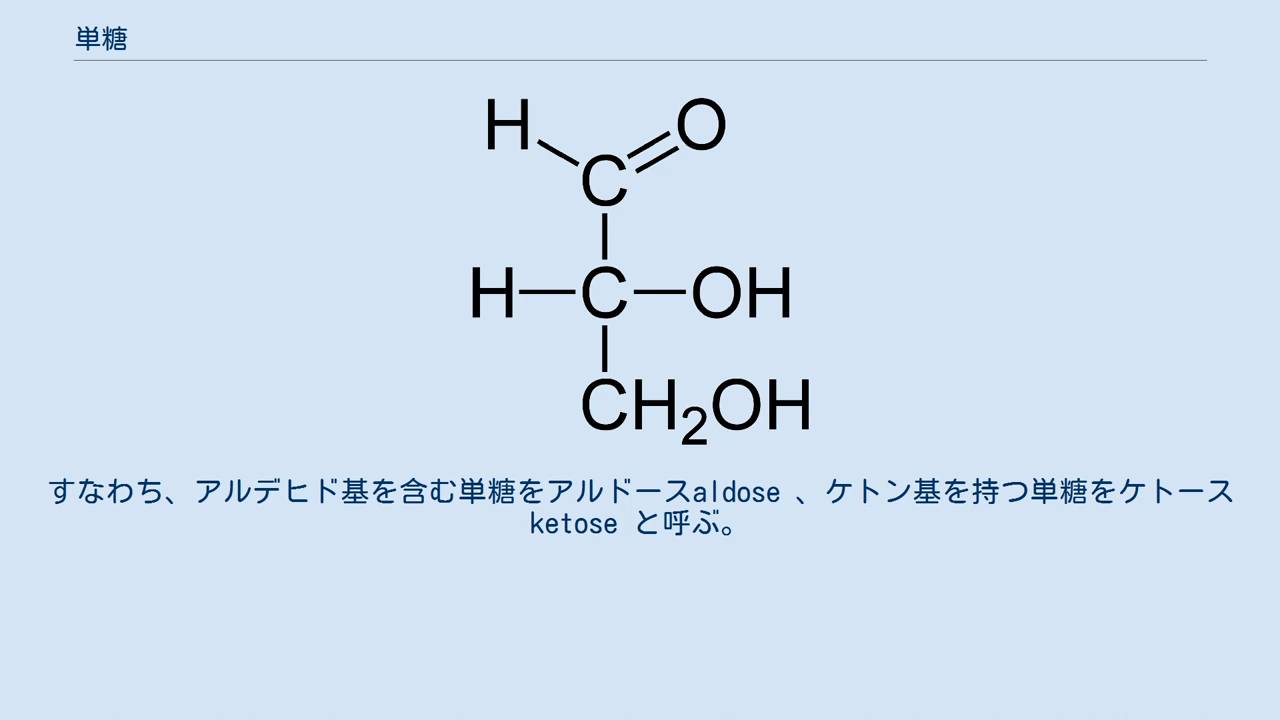 単糖
H O
C
H C OH
CH2OH
すなわち、アルデヒド基を含む単糖をアルドースaldose 、ケトン基を持つ単糖をケトース
ketose と呼ぶ。